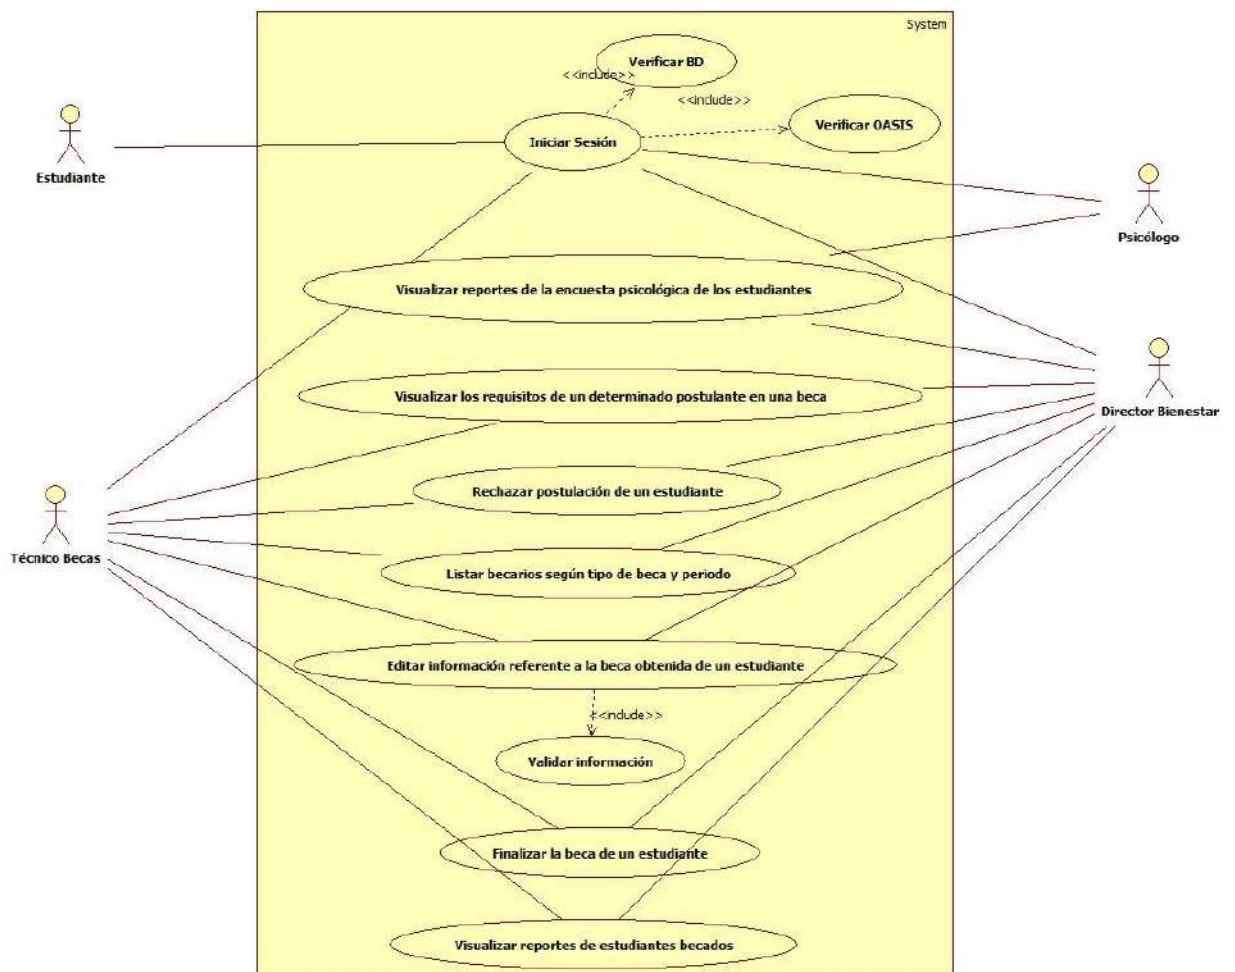 System
Verificar BD
<<include>>
<<include>>
Verificar OASIS
Iniciar Sesión
Estudiante
Psicólogo
Visualizar reportes de la encuesta psicológica de los estudiantes
Visualizar los requisitos de un determinado postulante en una beca
Director Bienestar
Rechazar postulación de un estudiante
Técnico Becas
Listar becarios según tipo de beca y periodo
Editar información referente a la beca obtenida de un estudiante
<<include>>
Validar información
Finalizar la beca de un estudiante
Visualizar reportes de estudiantes becados